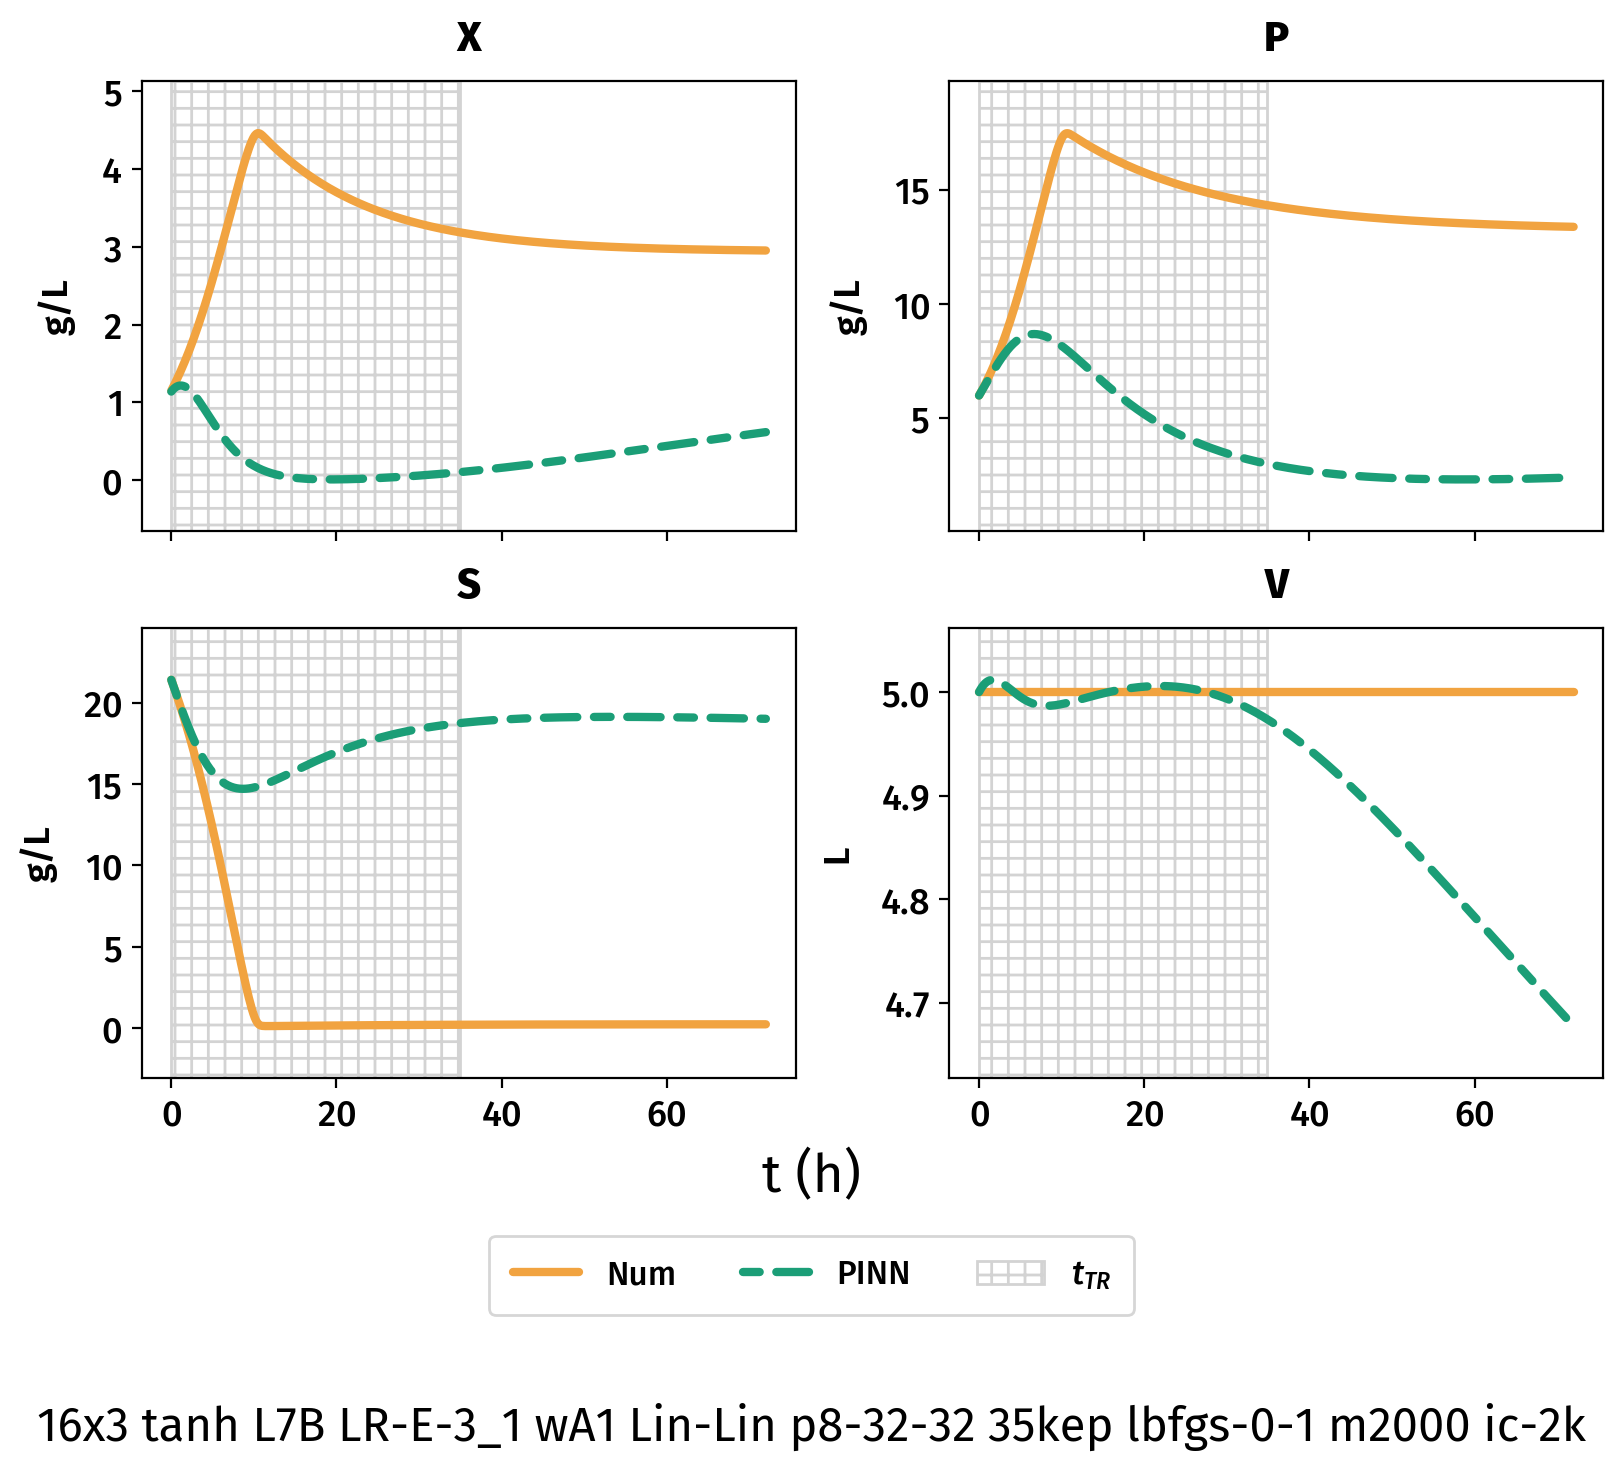 X
P
5
4
3
2
1
0
g/L
15
10
5
g/L
S
V
20
15
10
5
0
g/L
5.0
4.9
4.8
4.7
L
0 20 40 60
0 20 40 60
t (h)
Num PINN t_TR
16x3 tanh L7B LR-E-3_1 wA1 Lin-Lin p8-32-32 35kep lbfgs-0-1 m2000 ic-2k